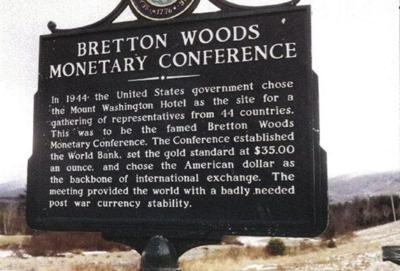 1776
BRETTON WOODS
MONETARY CONFERENCE
In 1944 the United States government chose
the Mount Washington Hotel as the site for a
gathering of representatives from 44 countries.
This was to be the famed Bretton Woods
Monetary Conference. The Conference established
the World Bank, set the gold standard at $35.00
an ounce, and chose the American dollar as
the backbone of international exchange. The
meeting provided the world with a badly needed
post war currency stability.